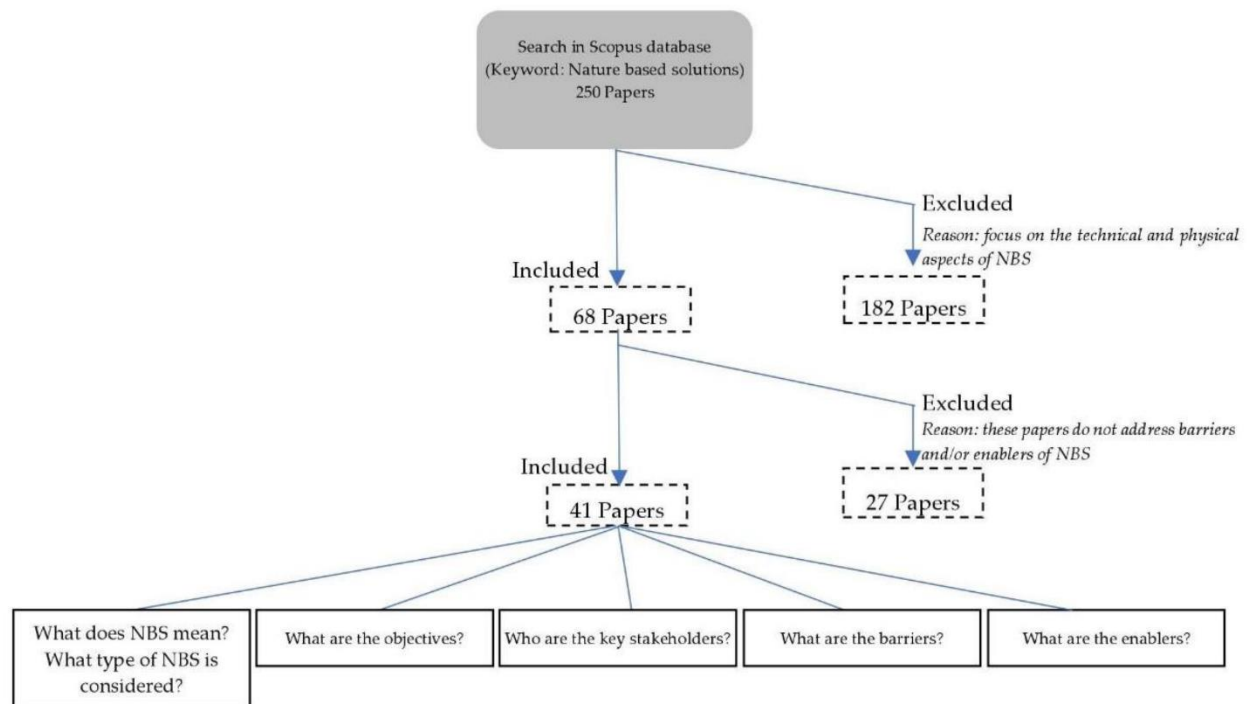 Search in Scopus database
(Keyword: Nature based solutions)
250 Papers
Excluded
Reason: focus on the technical and physical
aspects of NBS
Included
68 Papers
182 Papers
Excluded
Reason: these papers do not address barriers
and/or enablers of NBS
Included
41 Papers
27 Papers
What does NBS mean?
What type of NBS is
considered?
What are the objectives?
Who are the key stakeholders?
What are the barriers?
What are the enablers?